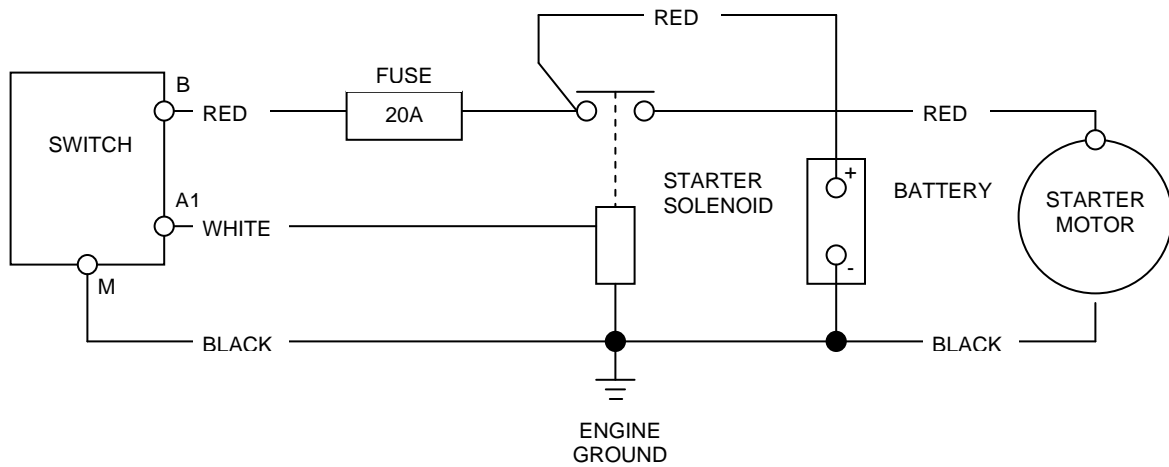 RED
FUSE
B
RED
20A
RED
SWITCH
STARTER
SOLENOID
+
BATTERY
STARTER
MOTOR
A1
WHITE
-
M
BLACK
BLACK
ENGINE
GROUND